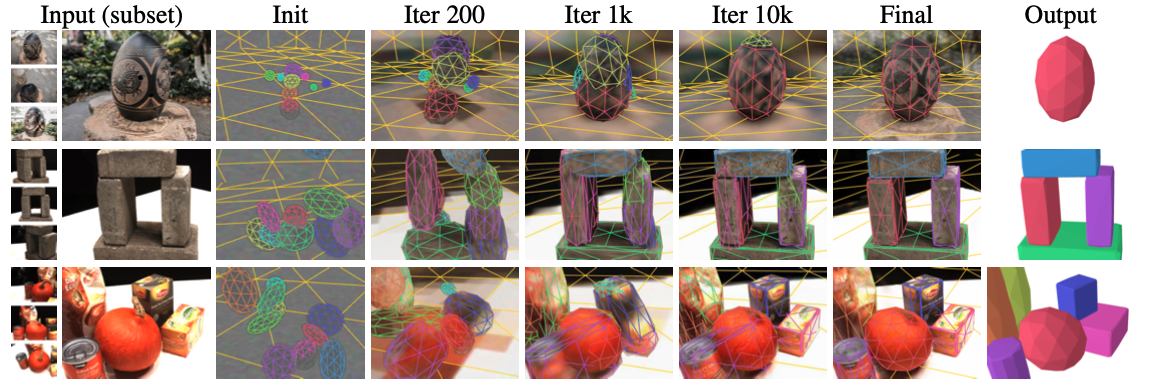 Input (subset) Init Iter 200 Iter 1k Iter 10k Final Output